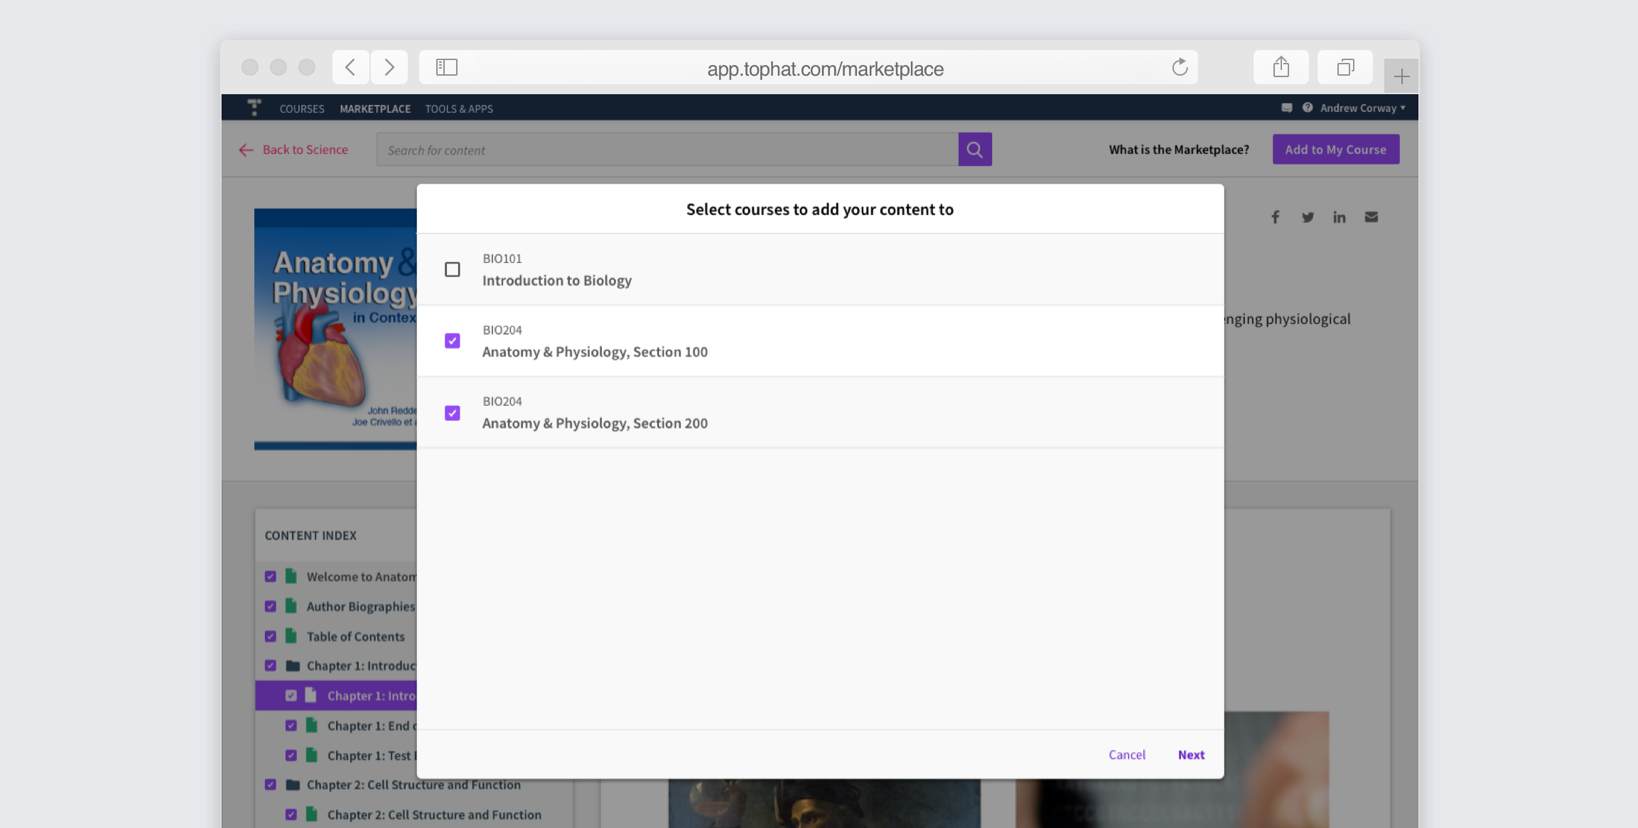 app.tophat.com/marketplace
COURSES MARKETPLACE TOOLS & APPS Andrew Corway
Back to Science Search for content What is the Marketplace? Add to My Course
Select courses to add your content to
BIO101
Introduction to Biology
BIO204
Anatomy & Physiology, Section 100
BIO204
Anatomy & Physiology, Section 200
Cancel Next
Anatomy &
Physiology
in Contex
John Redde
Joe Crivello et a
enging physiological
CONTENT INDEX
Welcome to Anatom
Author Biographies
Table of Contents
Chapter 1: Introduc
Chapter 1: Intro
Chapter 1: End
Chapter 1: Test
Chapter 2: Cell Structure and Function
Chapter 2: Cell Structure and Function